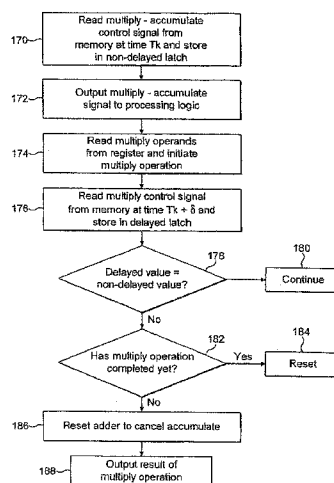 170
Read multiply - accumulate
control signal from
memory at time Tk and store
in non-delayed latch
172
Output multiply - accumulate
signal to processing logic
174
Read multiply operands
from register and initiate
multiply operation
176
Read multiply control signal
from memory at time Tk + δ and
store in delayed latch
178
Delayed value =
non-delayed value?
180
Continue
No
182
Has multiply operation
completed yet?
Yes
184
Reset
No
186
Reset adder to cancel accumulate
188
Output result of
multiply operation